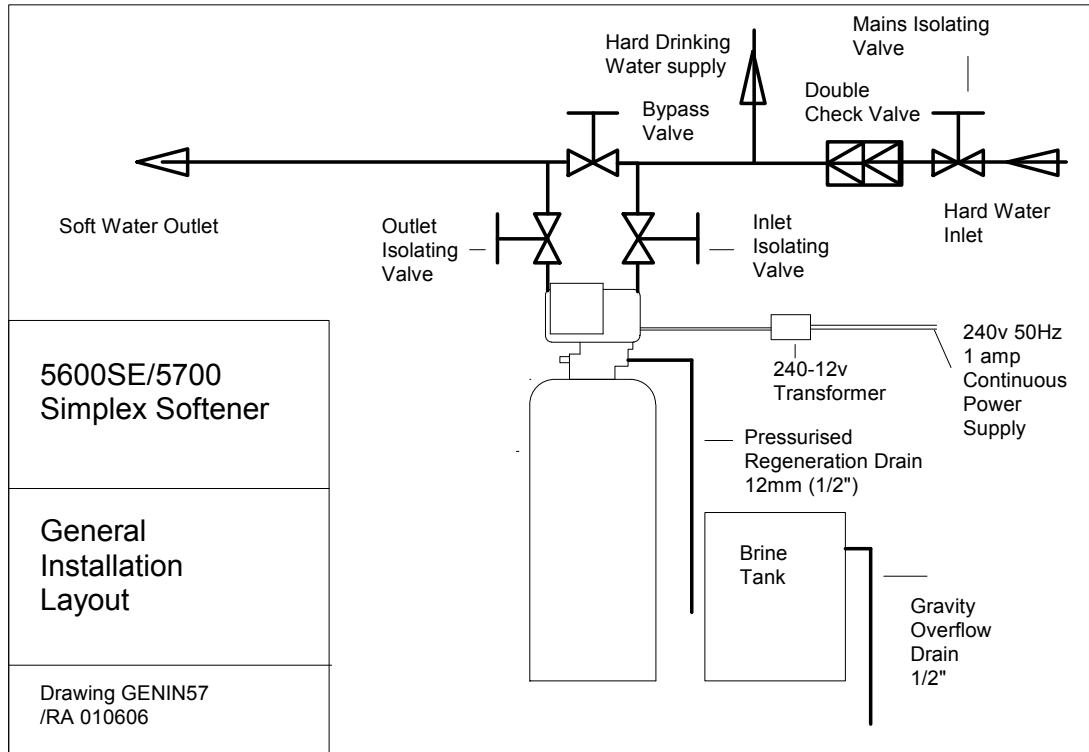 Mains Isolating
Valve
Hard Drinking
Water supply
Double
Check Valve
Bypass
Valve
Soft Water Outlet
Outlet
Isolating
Valve
Inlet
Isolating
Valve
Hard Water
Inlet
5600SE/5700
Simplex Softener
240-12v
Transformer
240v 50Hz
1 amp
Continuous
Power
Supply
Pressurised
Regeneration Drain
12mm (1/2")
General
Installation
Layout
Brine
Tank
Gravity
Overflow
Drain
1/2"
Drawing GENIN57
/RA 010606